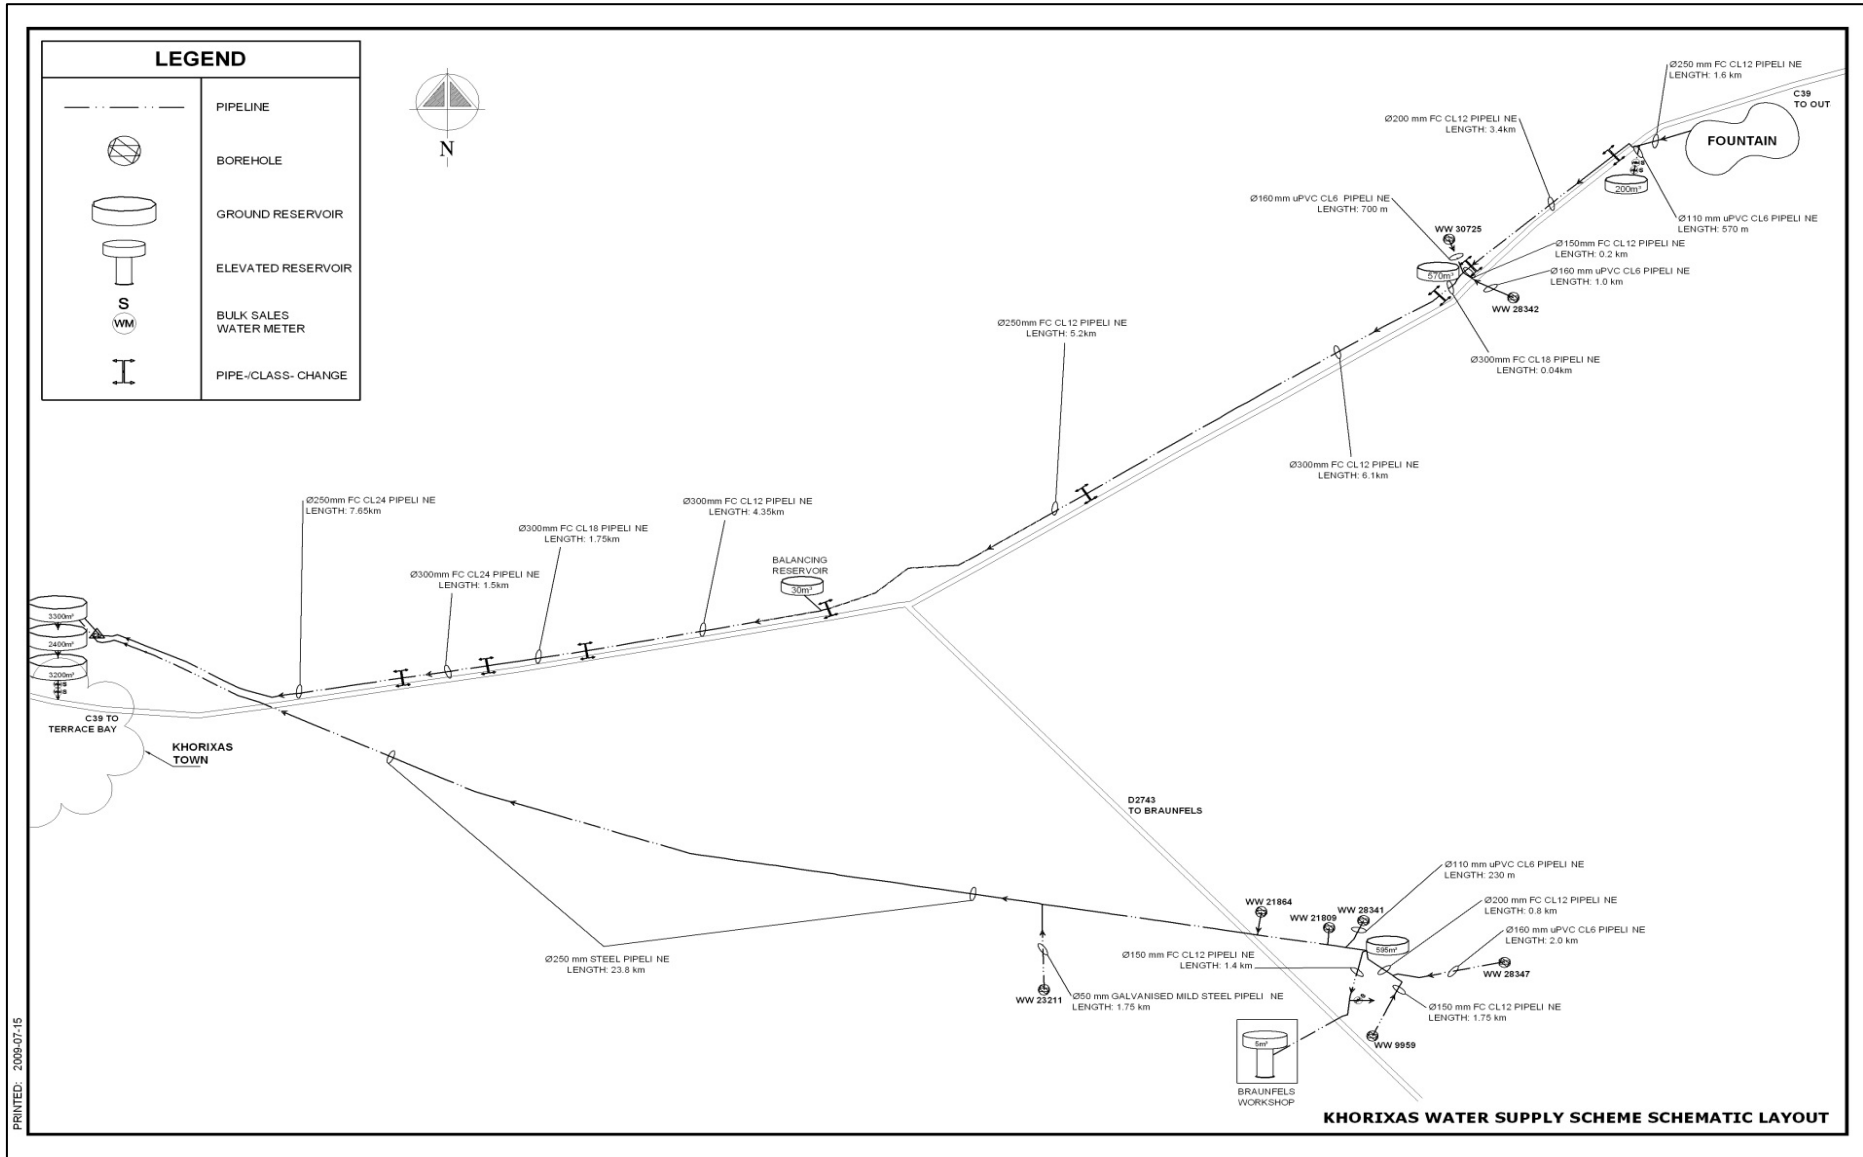 LEGEND
PIPELINE
BOREHOLE
GROUND RESERVOIR
ELEVATED RESERVOIR
S
WM
BULK SALES
WATER METER
PIPE-/CLASS- CHANGE
N
Ø250 mm FC CL12 PIPELI NE
LENGTH: 1.6 km
C39
TO OUT
FOUNTAIN
Ø200 mm FC CL12 PIPELI NE
LENGTH: 3.4km
S
S
200m³
Ø110 mm uPVC CL6 PIPELI NE
LENGTH: 570 m
Ø160 mm uPVC CL6 PIPELI NE
LENGTH: 700 m
WW 30725
570m³
Ø150mm FC CL12 PIPELI NE
LENGTH: 0.2 km
Ø160 mm uPVC CL6 PIPELI NE
LENGTH: 1.0 km
WW 28342
Ø300mm FC CL18 PIPELI NE
LENGTH: 0.04km
Ø250mm FC CL12 PIPELI NE
LENGTH: 5.2km
Ø300mm FC CL12 PIPELI NE
LENGTH: 6.1km
Ø250mm FC CL24 PIPELI NE
LENGTH: 7.65km
Ø300mm FC CL12 PIPELI NE
LENGTH: 4.35km
Ø300mm FC CL18 PIPELI NE
LENGTH: 1.75km
Ø300mm FC CL24 PIPELI NE
LENGTH: 1.5km
BALANCING
RESERVOIR
30m³
3300m³
2400m³
3200m³
S
S
C39 TO
TERRACE BAY
KHORIXAS
TOWN
D2743
TO BRAUNFELS
Ø110 mm uPVC CL6 PIPELI NE
LENGTH: 230 m
WW 21864
WW 21809
WW 28341
Ø200 mm FC CL12 PIPELI NE
LENGTH: 0.8 km
Ø160 mm uPVC CL6 PIPELI NE
LENGTH: 2.0 km
595m³
Ø150 mm FC CL12 PIPELI NE
LENGTH: 1.4 km
WW 28347
Ø250 mm STEEL PIPELI NE
LENGTH: 23.8 km
WW 23211
Ø50 mm GALVANISED MILD STEEL PIPELI NE
LENGTH: 1.75 km
Ø150 mm FC CL12 PIPELI NE
LENGTH: 1.75 km
WW 9959
5m³
BRAUNFELS
WORKSHOP
KHORIXAS WATER SUPPLY SCHEME SCHEMATIC LAYOUT
PRINTED: 2009-07-15